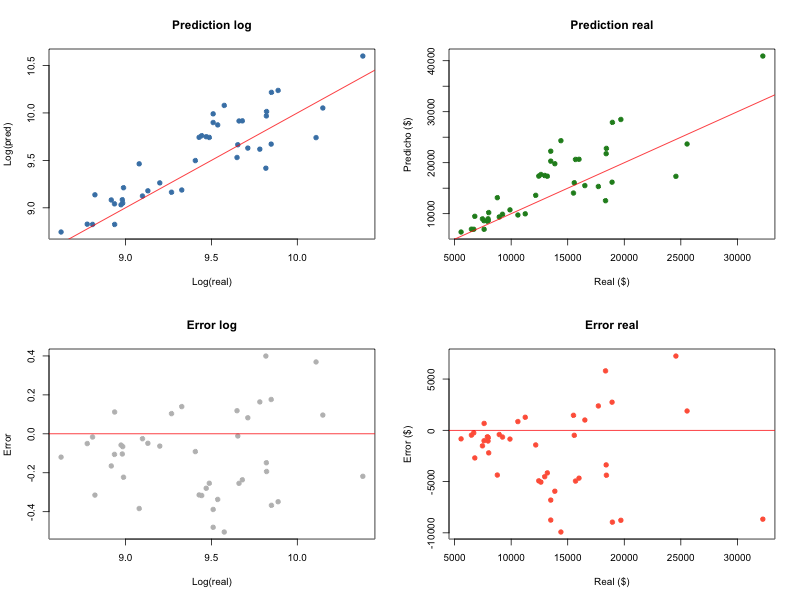 Prediction log
Log(pred)
10.5
10.0
9.5
9.0
9.0 9.5 10.0
Log(real)
Prediction real
Predicho ($)
40000
30000
20000
10000
5000 10000 15000 20000 25000 30000
Real ($)
Error log
Error
0.4
0.2
0.0
-0.2
-0.4
9.0 9.5 10.0
Log(real)
Error real
Error ($)
5000
0
-5000
-10000
5000 10000 15000 20000 25000 30000
Real ($)